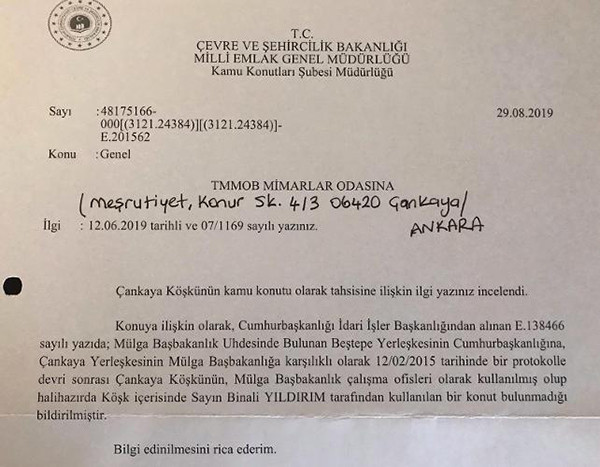 T.C.
ÇEVRE VE ŞEHİRCİLİK BAKANLIĞI
MİLLİ EMLAK GENEL MÜDÜRLÜĞÜ
Kamu Konutları Şubesi Müdürlüğü
Sayı :48175166- 29.08.2019
000[(3121.24384)][(3121.24384)]-
E.201562
Konu :Genel
TMMOB MİMARLAR ODASINA
(Meşrutiyet, Konur Sk. 4/3 06420 Çankaya/
ANKARA
İlgi : 12.06.2019 tarihli ve 07/1169 sayılı yazınız.
Çankaya Köşkünün kamu konutu olarak tahsisine ilişkin ilgi yazınız incelendi.
Konuya ilişkin olarak, Cumhurbaşkanlığı İdari İşler Başkanlığından alınan E.138466
sayılı yazıda; Mülga Başbakanlık Uhdesinde Bulunan Beştepe Yerleşkesinin Cumhurbaşkanlığına,
Çankaya Yerleşkesinin Mülga Başbakanlığa karşılıklı olarak 12/02/2015 tarihinde bir protokolle
devri sonrası Çankaya Köşkünün, Mülga Başbakanlık çalışma ofisleri olarak kullanılmış olup
halihazırda Köşk içerisinde Sayın Binali YILDIRIM tarafından kullanılan bir konut bulunmadığı
bildirilmiştir.
Bilgi edinilmesini rica ederim.